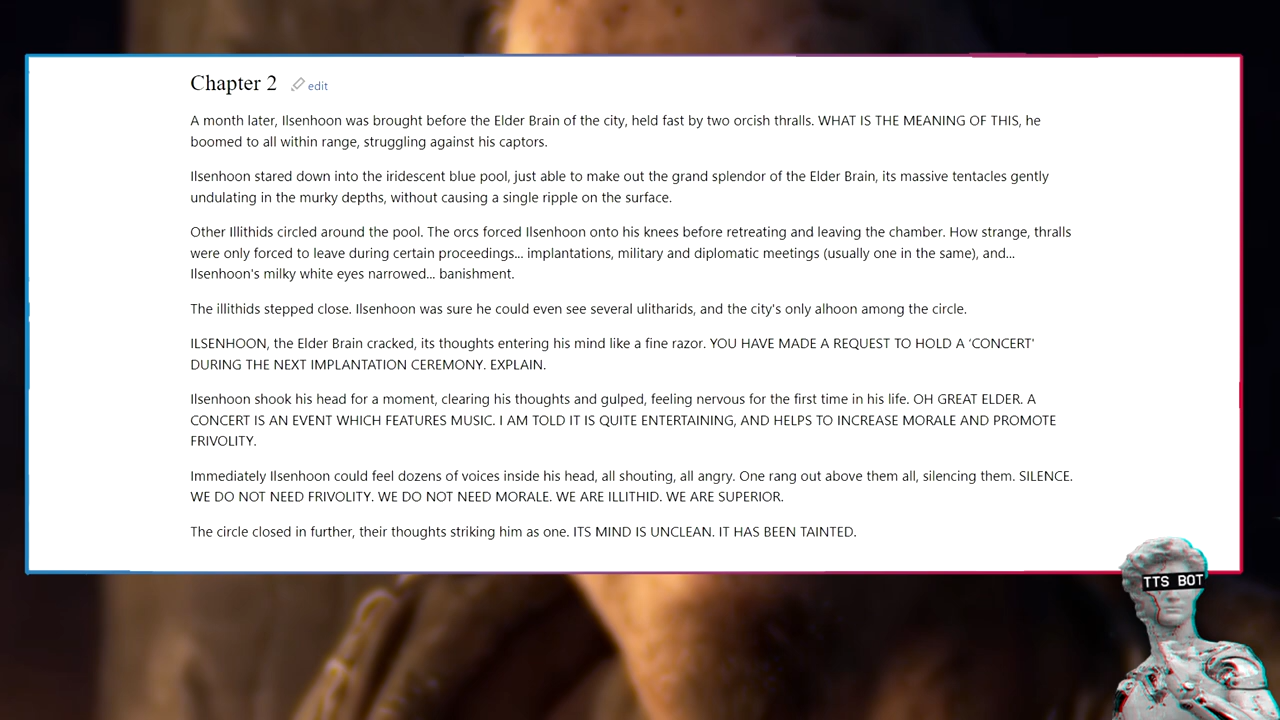 Chapter 2 edit
A month later, Ilsenhoon was brought before the Elder Brain of the city, held fast by two orcish thralls. WHAT IS THE MEANING OF THIS, he
boomed to all within range, struggling against his captors.
Ilsenhoon stared down into the iridescent blue pool, just able to make out the grand splendor of the Elder Brain, its massive tentacles gently
undulating in the murky depths, without causing a single ripple on the surface.
Other Illithids circled around the pool. The orcs forced Ilsenhoon onto his knees before retreating and leaving the chamber. How strange, thralls
were only forced to leave during certain proceedings... implantations, military and diplomatic meetings (usually one in the same), and...
Ilsenhoon's milky white eyes narrowed... banishment.
The illithids stepped close. Ilsenhoon was sure he could even see several ulitharids, and the city's only alhoon among the circle.
ILSENHOON, the Elder Brain cracked, its thoughts entering his mind like a fine razor. YOU HAVE MADE A REQUEST TO HOLD A ‘CONCERT'
DURING THE NEXT IMPLANTATION CEREMONY. EXPLAIN.
Ilsenhoon shook his head for a moment, clearing his thoughts and gulped, feeling nervous for the first time in his life. OH GREAT ELDER. A
CONCERT IS AN EVENT WHICH FEATURES MUSIC. I AM TOLD IT IS QUITE ENTERTAINING, AND HELPS TO INCREASE MORALE AND PROMOTE
FRIVOLITY.
Immediately Ilsenhoon could feel dozens of voices inside his head, all shouting, all angry. One rang out above them all, silencing them. SILENCE.
WE DO NOT NEED FRIVOLITY. WE DO NOT NEED MORALE. WE ARE ILLITHID. WE ARE SUPERIOR.
The circle closed in further, their thoughts striking him as one. ITS MIND IS UNCLEAN. IT HAS BEEN TAINTED.
TTS BOT